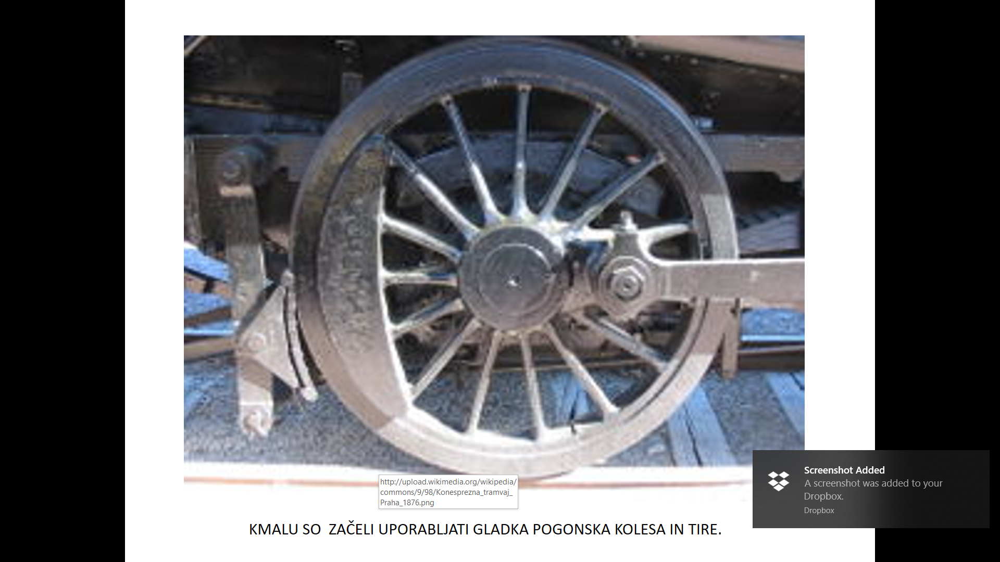 http://upload.wikimedia.org/wikipedia/
commons/9/98/Konesprezna_tramvaj_
Praha_1876.png
KMALU SO  ZAČELI UPORABLJATI GLADKA POGONSKA KOLESA IN TIRE.
Screenshot Added
A screenshot was added to your
Dropbox.
Dropbox